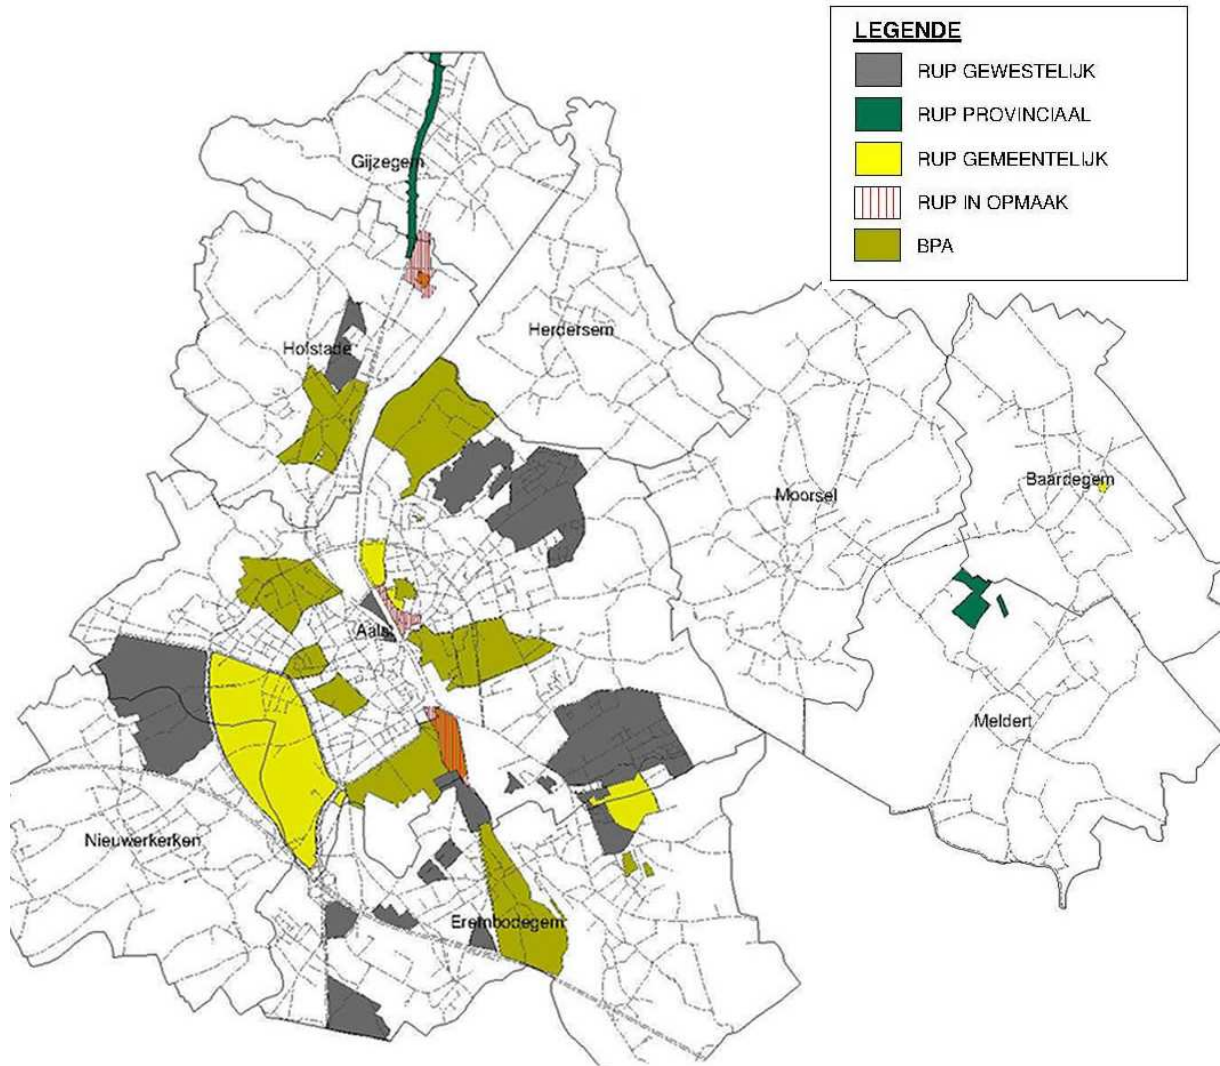 LEGENDE
RUP GEWESTELIJK
RUP PROVINCIAAL
RUP GEMEENTELIJK
RUP IN OPMAAK
BPA
Gijzegem
Herdersem
Hofstade
Baardegem
Moorsel
Aalst
Meldert
Nieuwerkerken
Erembodegem